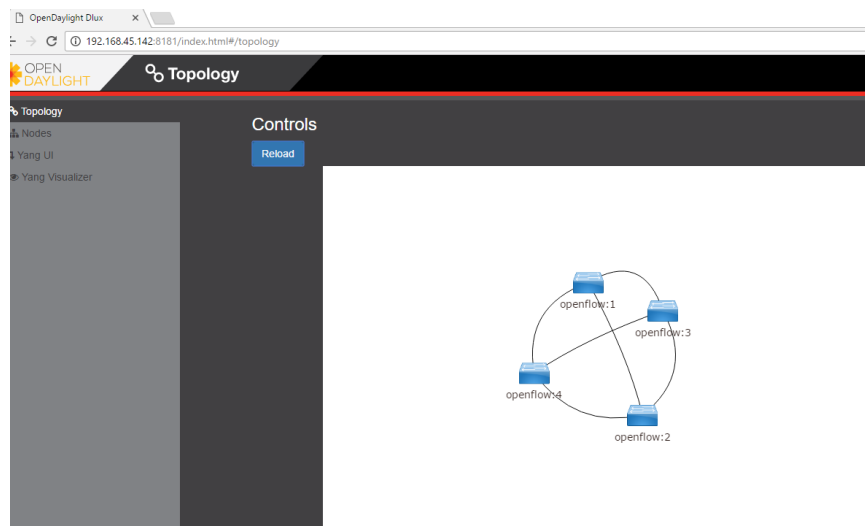 OpenDaylight Dlux
192.168.45.142:8181/index.html#/topology
OPEN
DAYLIGHT
Topology
Topology
Nodes
Yang UI
Yang Visualizer
Controls
Reload
openflow:1
openflow:3
openflow:4
openflow:2